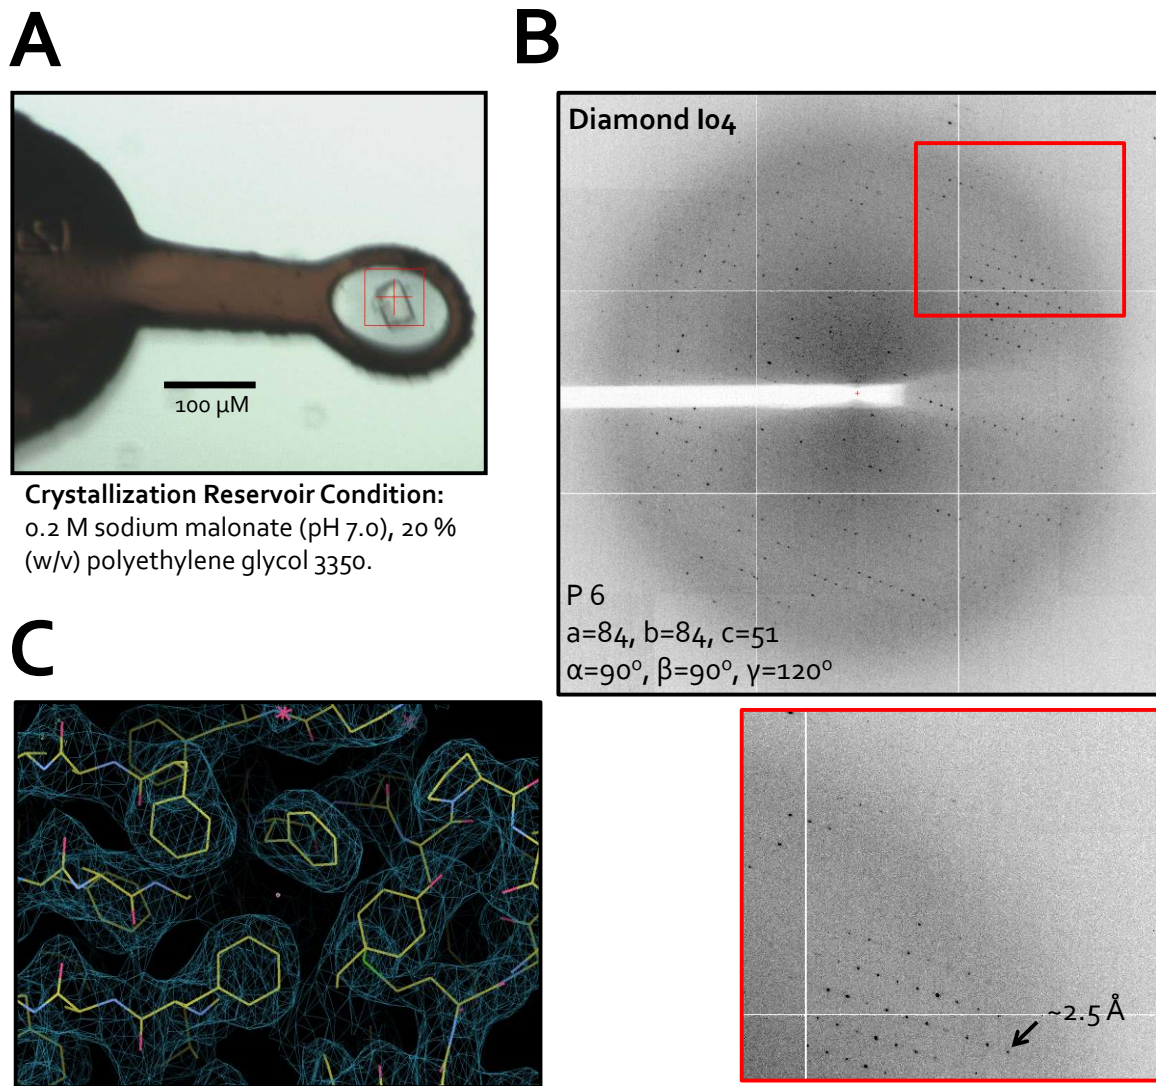 A
B
Diamond I04
100 µM
Crystallization Reservoir Condition:
0.2 M sodium malonate (pH 7.0), 20 %
(w/v) polyethylene glycol 3350.
P 6
a=84, b=84, c=51
α=90°, β=90°, γ=120°
C
~2.5 Å